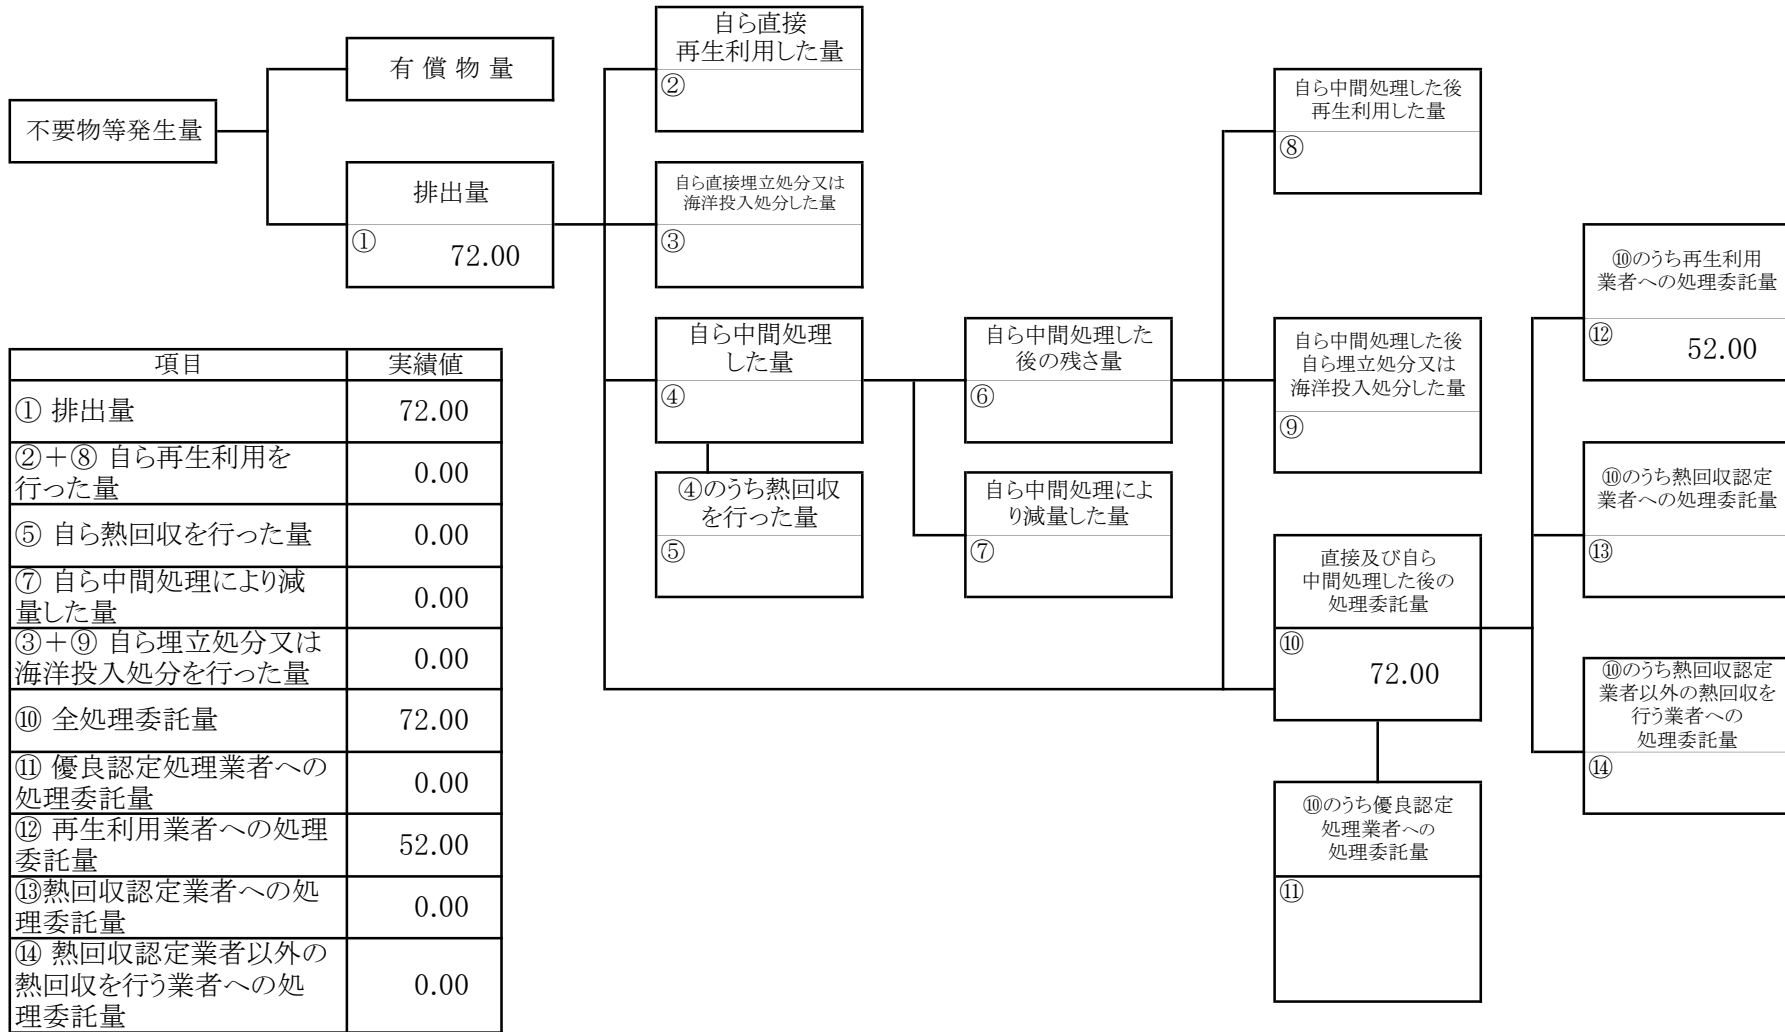 不要物等発生量
有償物量
排出量
①
72.00
自ら直接
再生利用した量
②
自ら直接埋立処分又は
海洋投入処分した量
③
自ら中間処理
した量
④
④のうち熱回収
を行った量
⑤
自ら中間処理した
後の残さ量
⑥
自ら中間処理によ
り減量した量
⑦
自ら中間処理した後
再生利用した量
⑧
自ら中間処理した後
自ら埋立処分又は
海洋投入処分した量
⑨
直接及び自ら
中間処理した後の
処理委託量
⑩
72.00
⑩のうち優良認定
処理業者への
処理委託量
⑪
⑩のうち再生利用
業者への処理委託量
⑫
52.00
⑩のうち熱回収認定
業者への処理委託量
⑬
⑩のうち熱回収認定
業者以外の熱回収を
行う業者への
処理委託量
⑭
項目 実績値
① 排出量 72.00
②+⑧ 自ら再生利用を
行った量 0.00
⑤ 自ら熱回収を行った量 0.00
⑦ 自ら中間処理により減
量した量 0.00
③+⑨ 自ら埋立処分又は
海洋投入処分を行った量 0.00
⑩ 全処理委託量 72.00
⑪ 優良認定処理業者への
処理委託量 0.00
⑫ 再生利用業者への処理
委託量 52.00
⑬熱回収認定業者への処
理委託量 0.00
⑭ 熱回収認定業者以外の
熱回収を行う業者への処
理委託量 0.00